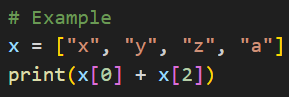 # Example
x = ["x", "y", "z", "a"]
print(x[0] + x[2])